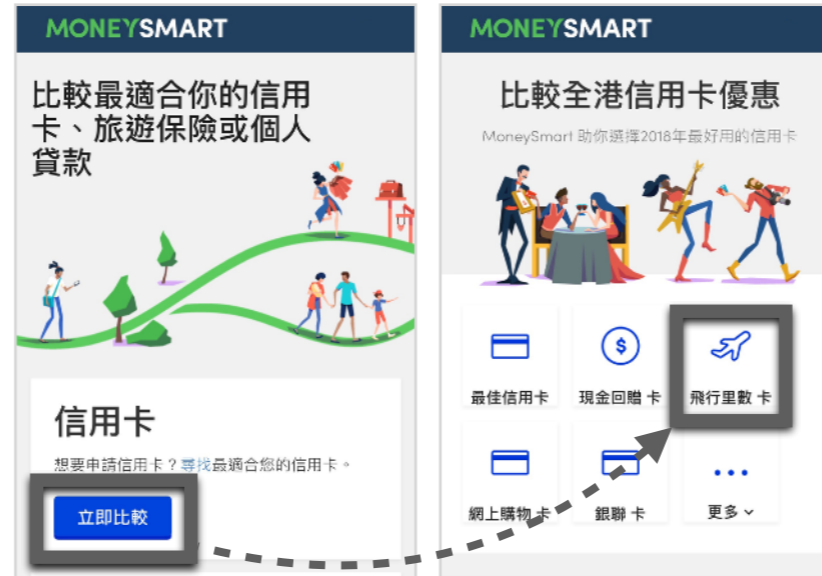 MONEYSMART
比較最適合你的信用
卡、旅遊保險或個人
貸款
信用卡
想要申請信用卡？尋找最適合您的信用卡。
立即比較
MONEYSMART
比較全港信用卡優惠
MoneySmart 助你選擇2018年最好用的信用卡
最佳信用卡
現金回贈 卡
飛行里數 卡
網上購物 卡
銀聯 卡
更多